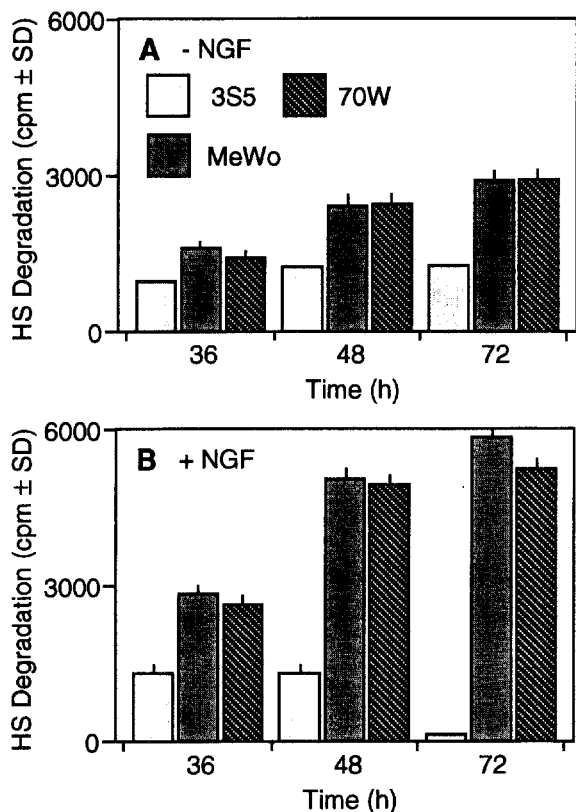 6000
A - NGF
3S5
70W
MeWo
3000
0
HS Degradation (cpm ± SD)
36 48 72
Time (h)
6000
B + NGF
3000
0
HS Degradation (cpm ± SD)
36 48 72
Time (h)